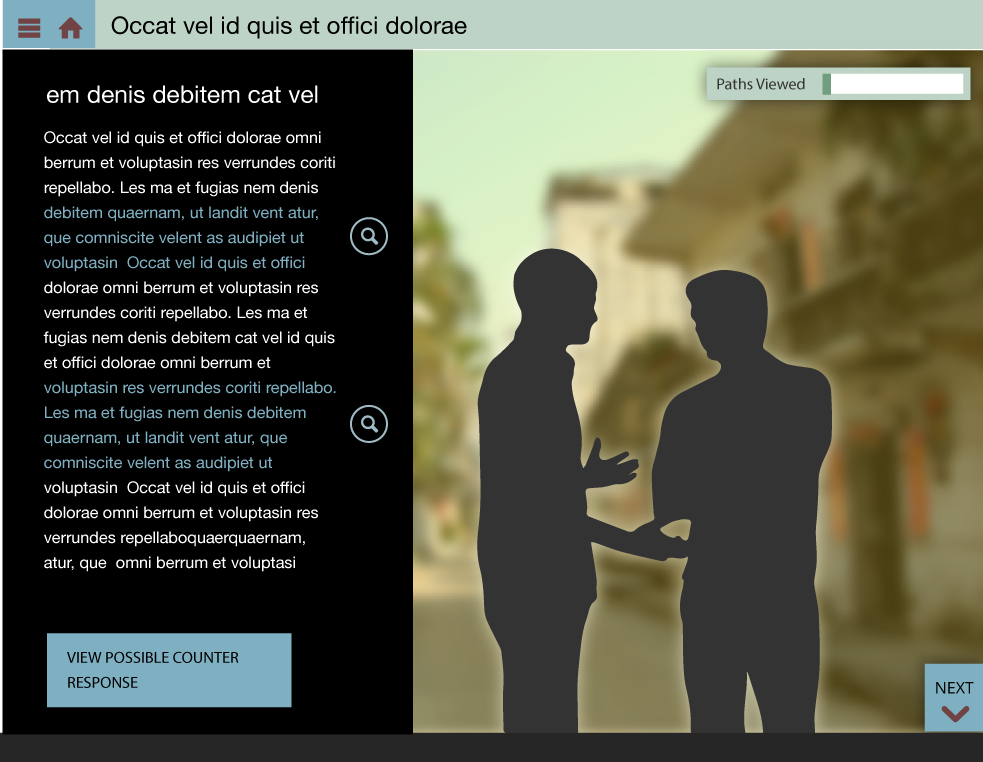 Occat vel id quis et offici dolorae
em denis debitem cat vel
Paths Viewed
Occat vel id quis et offici dolorae omni
berrum et voluptasin res verrundes coriti
repellabo. Les ma et fugias nem denis
debitem quaernam, ut landit vent atur,
que comniscite velent as audipiet ut
voluptasin  Occat vel id quis et offici
dolorae omni berrum et voluptasin res
verrundes coriti repellabo. Les ma et
fugias nem denis debitem cat vel id quis
et offici dolorae omni berrum et
voluptasin res verrundes coriti repellabo.
Les ma et fugias nem denis debitem
quaernam, ut landit vent atur, que
comniscite velent as audipiet ut
voluptasin  Occat vel id quis et offici
dolorae omni berrum et voluptasin res
verrundes repellaboquaerquaernam,
atur, que  omni berrum et voluptasi
VIEW POSSIBLE COUNTER
RESPONSE
NEXT